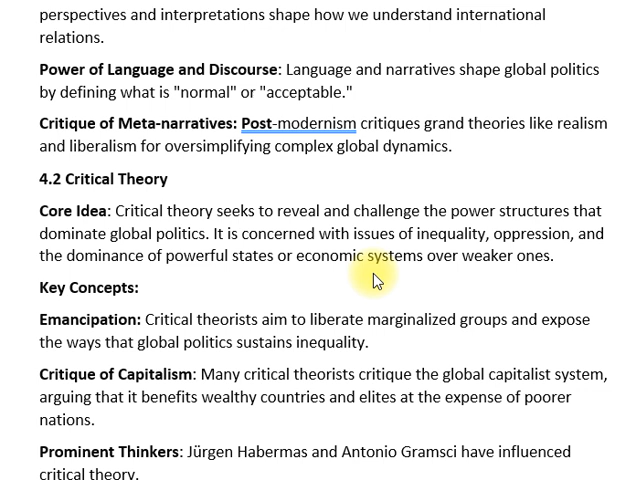 perspectives and interpretations shape how we understand international
relations.
Power of Language and Discourse: Language and narratives shape global politics
by defining what is "normal" or "acceptable."
Critique of Meta-narratives: Post-modernism critiques grand theories like realism
and liberalism for oversimplifying complex global dynamics.
4.2 Critical Theory
Core Idea: Critical theory seeks to reveal and challenge the power structures that
dominate global politics. It is concerned with issues of inequality, oppression, and
the dominance of powerful states or economic systems over weaker ones.
Key Concepts:
Emancipation: Critical theorists aim to liberate marginalized groups and expose
the ways that global politics sustains inequality.
Critique of Capitalism: Many critical theorists critique the global capitalist system,
arguing that it benefits wealthy countries and elites at the expense of poorer
nations.
Prominent Thinkers: Jürgen Habermas and Antonio Gramsci have influenced
critical theory.